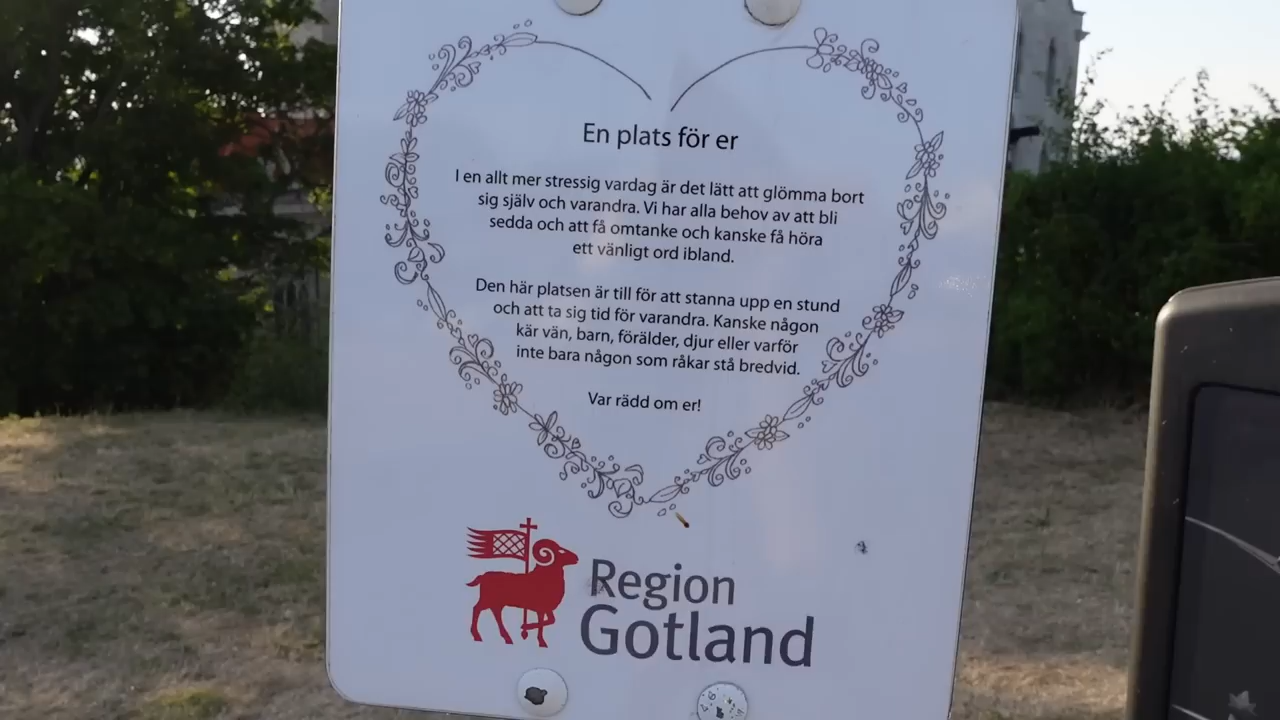 En plats för er
I en allt mer stressig vardag är det lätt att glömma bort
sig själv och varandra. Vi har alla behov av att bli
sedda och att få omtanke och kanske få höra
ett vänligt ord ibland.
Den här platsen är till för att stanna upp en stund
och att ta sig tid för varandra. Kanske någon
kär vän, barn, förälder, djur eller varför
inte bara någon som råkar stå bredvid.
Var rädd om er!
Region
Gotland